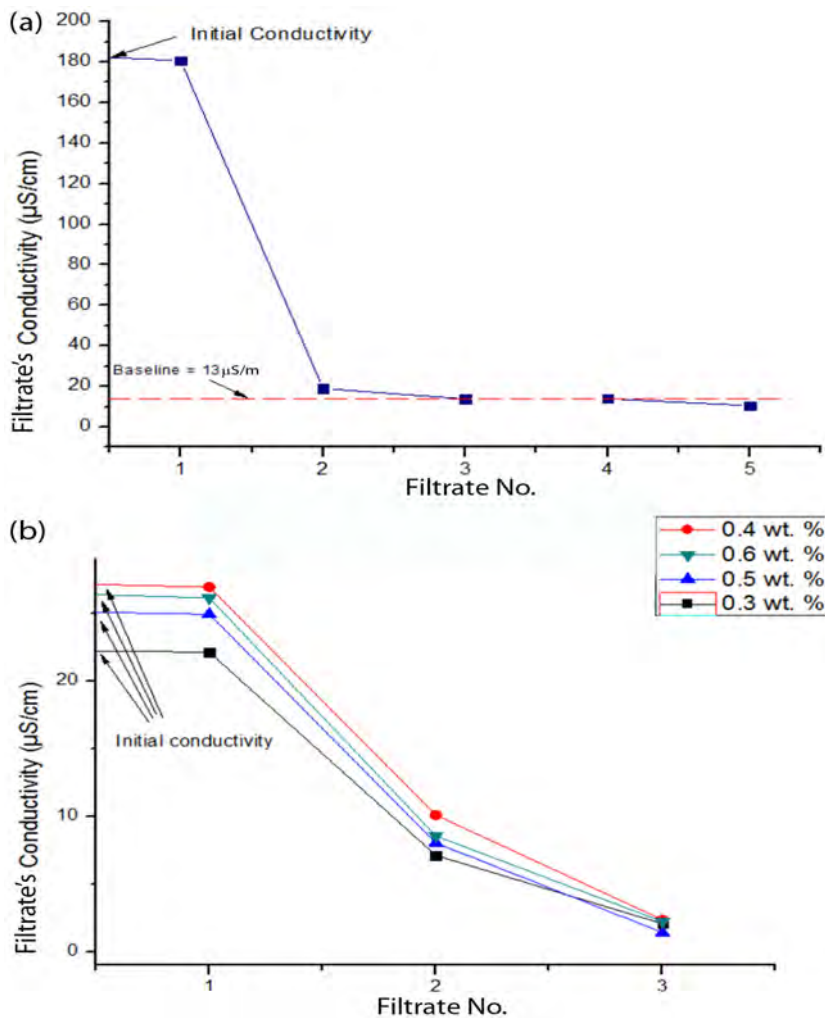 (a)
200
180
160
140
120
100
80
60
40
20
0
Filtrate's Conductivity (µS/cm)
Initial Conductivity
Baseline = 13µS/m
1 2 3 4 5
Filtrate No.
(b)
0.4 wt. %
0.6 wt. %
0.5 wt. %
0.3 wt. %
20
10
0
Filtrate's Conductivity (µS/cm)
Initial conductivity
1 2 3
Filtrate No.